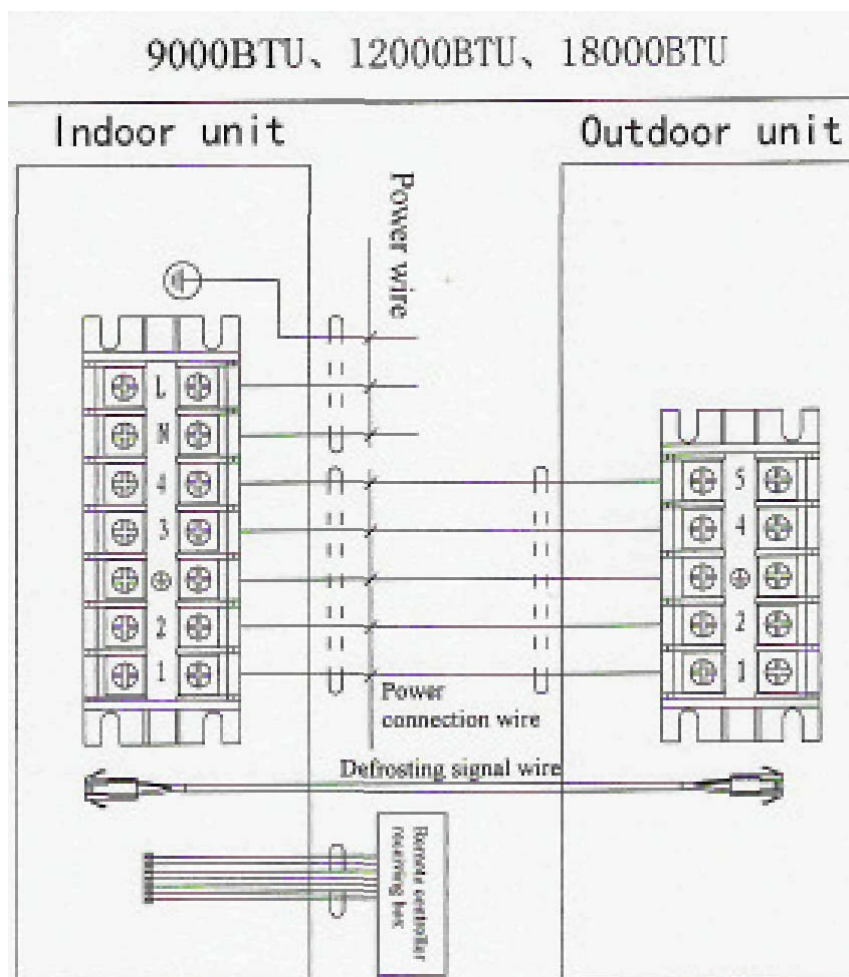 9000BTU、12000BTU、18000BTU
Indoor unit
Outdoor unit
Power wire
L
N
4
3
2
1
5
4
2
1
Power
connection wire
Defrosting signal wire
Remote controller
receiving box